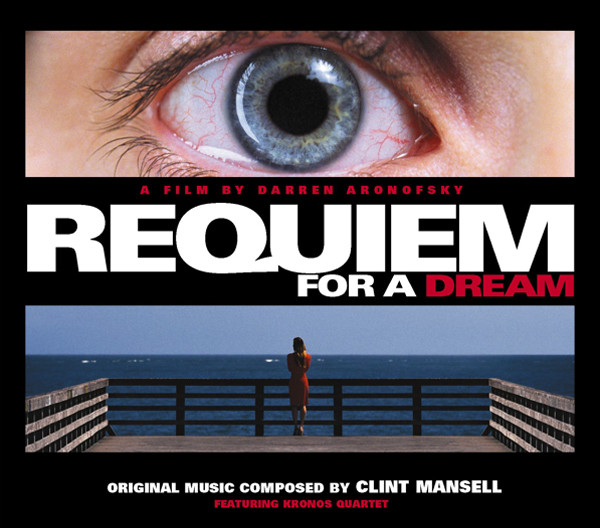 A FILM BY DARREN ARONOFSKY
REQUIEM
FOR A DREAM
ORIGINAL MUSIC COMPOSED BY CLINT MANSELL
FEATURING KRONOS QUARTET